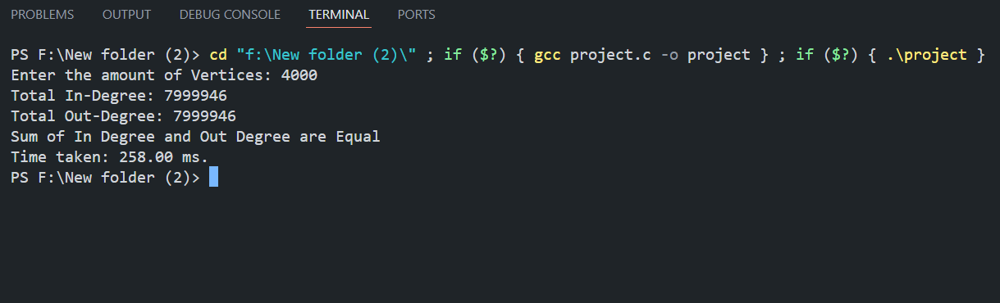 PROBLEMS OUTPUT DEBUG CONSOLE TERMINAL PORTS
PS F:\New folder (2)> cd "f:\New folder (2)\" ; if ($?) { gcc project.c -o project } ; if ($?) { .\project }
Enter the amount of Vertices: 4000
Total In-Degree: 7999946
Total Out-Degree: 7999946
Sum of In Degree and Out Degree are Equal
Time taken: 258.00 ms.
PS F:\New folder (2)>